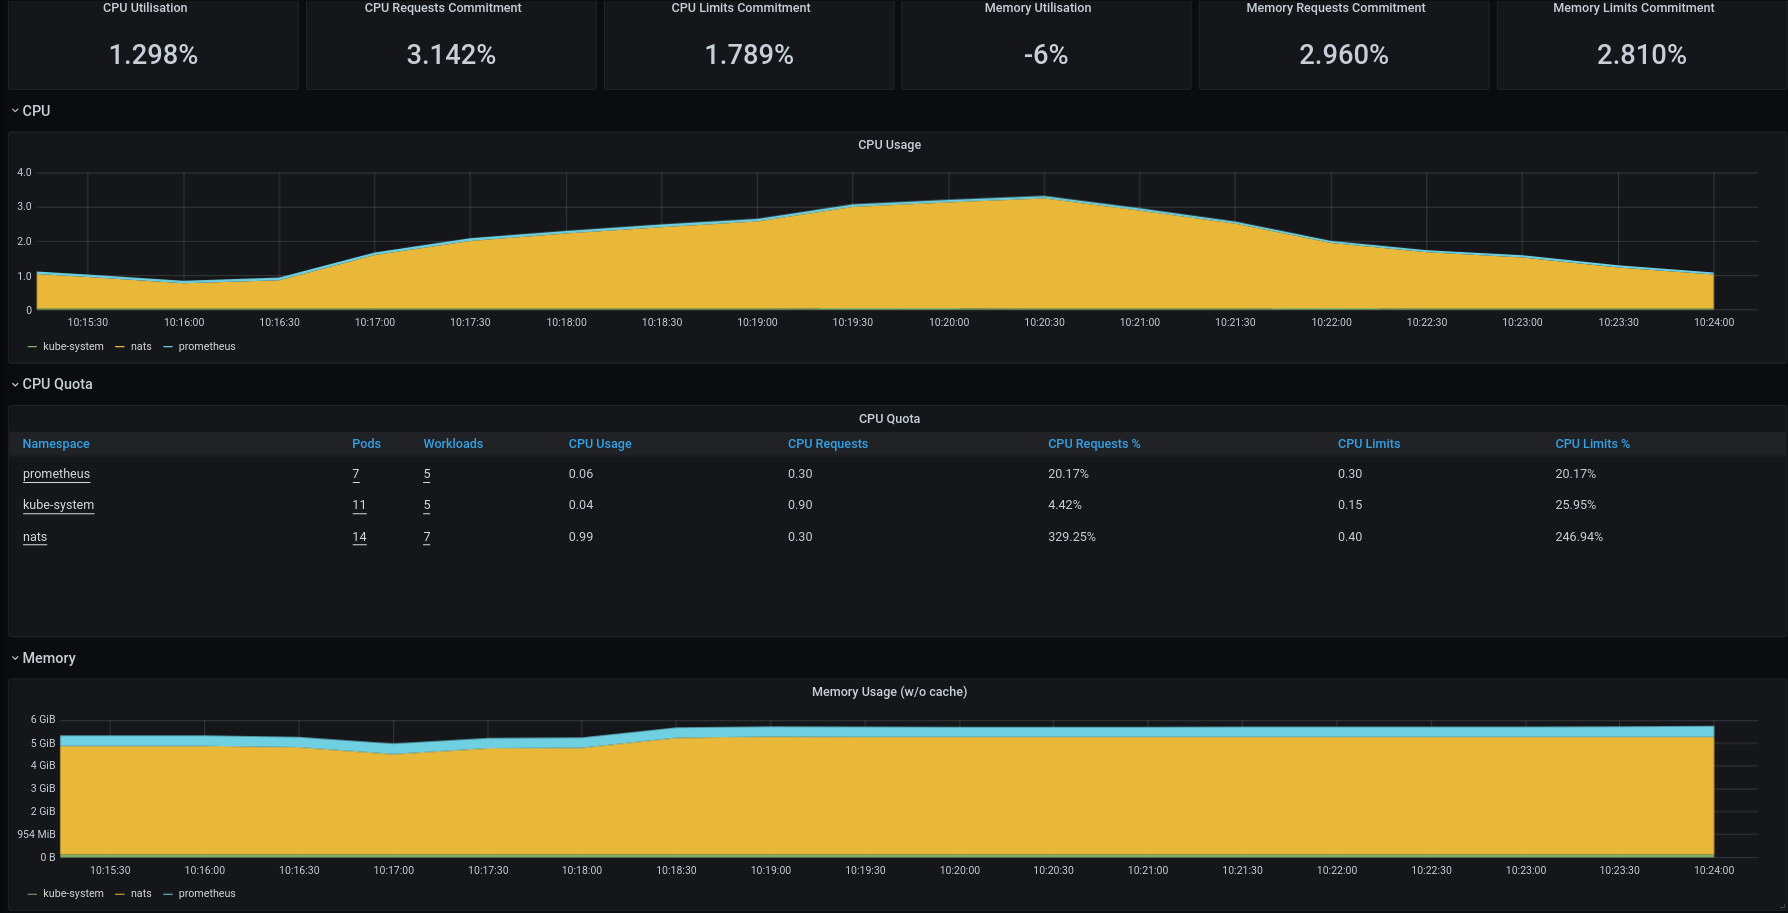 CPU Utilisation CPU Requests Commitment CPU Limits Commitment Memory Utilisation Memory Requests Commitment Memory Limits Commitment
1.298% 3.142% 1.789% -6% 2.960% 2.810%
CPU
CPU Usage
4.0
3.0
2.0
1.0
0
10:15:30 10:16:00 10:16:30 10:17:00 10:17:30 10:18:00 10:18:30 10:19:00 10:19:30 10:20:00 10:20:30 10:21:00 10:21:30 10:22:00 10:22:30 10:23:00 10:23:30 10:24:00
kube-system nats prometheus
CPU Quota
CPU Quota
Namespace Pods Workloads CPU Usage CPU Requests CPU Requests % CPU Limits CPU Limits %
prometheus 7 5 0.06 0.30 20.17% 0.30 20.17%
kube-system 11 5 0.04 0.90 4.42% 0.15 25.95%
nats 14 7 0.99 0.30 329.25% 0.40 246.94%
Memory
Memory Usage (w/o cache)
6 GiB
5 GiB
4 GiB
3 GiB
2 GiB
954 MiB
0 B
10:15:30 10:16:00 10:16:30 10:17:00 10:17:30 10:18:00 10:18:30 10:19:00 10:19:30 10:20:00 10:20:30 10:21:00 10:21:30 10:22:00 10:22:30 10:23:00 10:23:30 10:24:00
kube-system nats prometheus